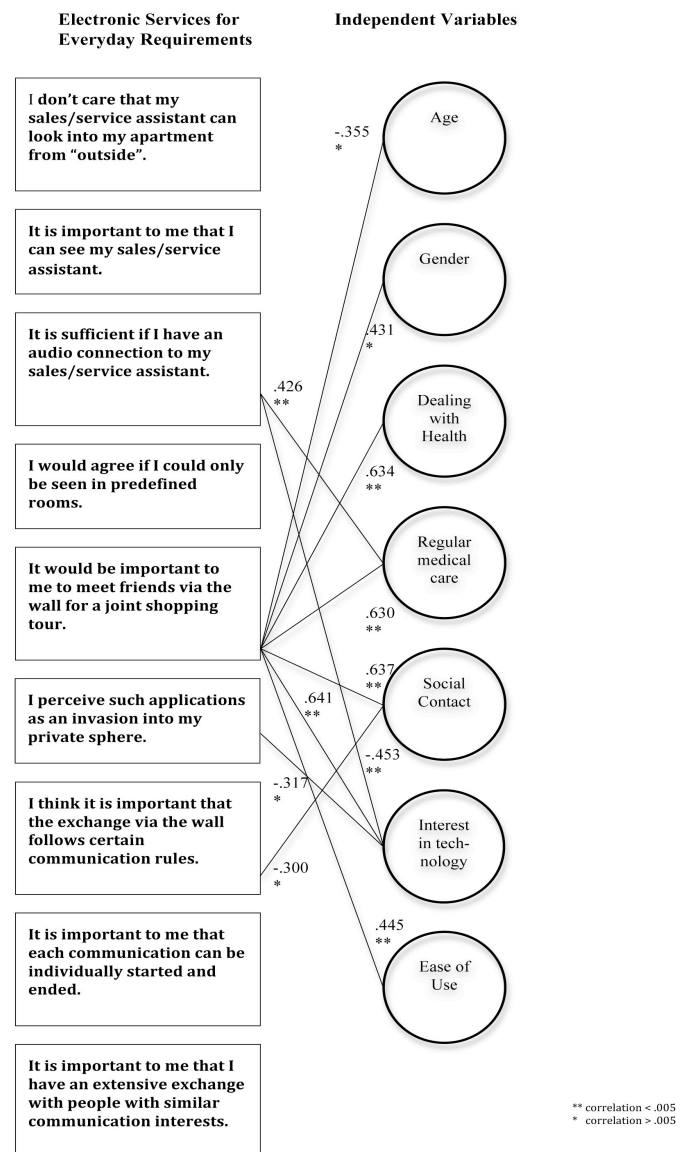 Electronic Services for
Everyday Requirements
Independent Variables
I don’t care that my
sales/service assistant can
look into my apartment
from “outside”.
It is important to me that I
can see my sales/service
assistant.
It is sufficient if I have an
audio connection to my
sales/service assistant.
I would agree if I could only
be seen in predefined
rooms.
It would be important to
me to meet friends via the
wall for a joint shopping
tour.
I perceive such applications
as an invasion into my
private sphere.
I think it is important that
the exchange via the wall
follows certain
communication rules.
It is important to me that
each communication can be
individually started and
ended.
It is important to me that I
have an extensive exchange
with people with similar
communication interests.
-.355
*
.431
*
.426
**
.634
**
.630
**
.637
**
.641
**
-.453
**
-.317
*
-.300
*
.445
**
Age
Gender
Dealing
with
Health
Regular
medical
care
Social
Contact
Interest
in tech-
nology
Ease of
Use
** correlation < .005
* correlation > .005